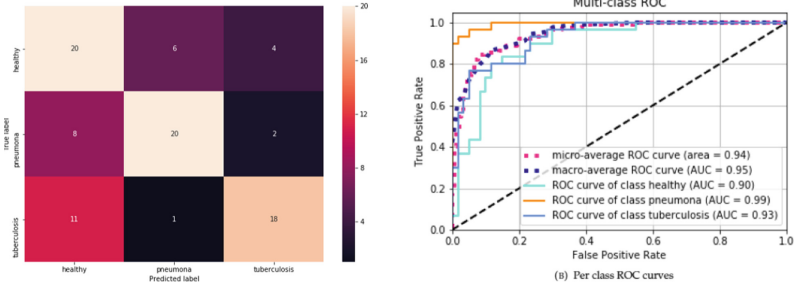 healthy
pneumona
tuberculosis
True label
20
6
4
8
20
2
11
1
18
healthy
pneumona
tuberculosis
Predicted label
20
16
12
8
4
Multi-class ROC
True Positive Rate
1.0
0.8
0.6
0.4
0.2
0.0
micro-average ROC curve (area = 0.94)
macro-average ROC curve (AUC = 0.95)
ROC curve of class healthy (AUC = 0.90)
ROC curve of class pneumona (AUC = 0.99)
ROC curve of class tuberculosis (AUC = 0.93)
0.0
0.2
0.4
0.6
0.8
1.0
False Positive Rate
(B) Per class ROC curves